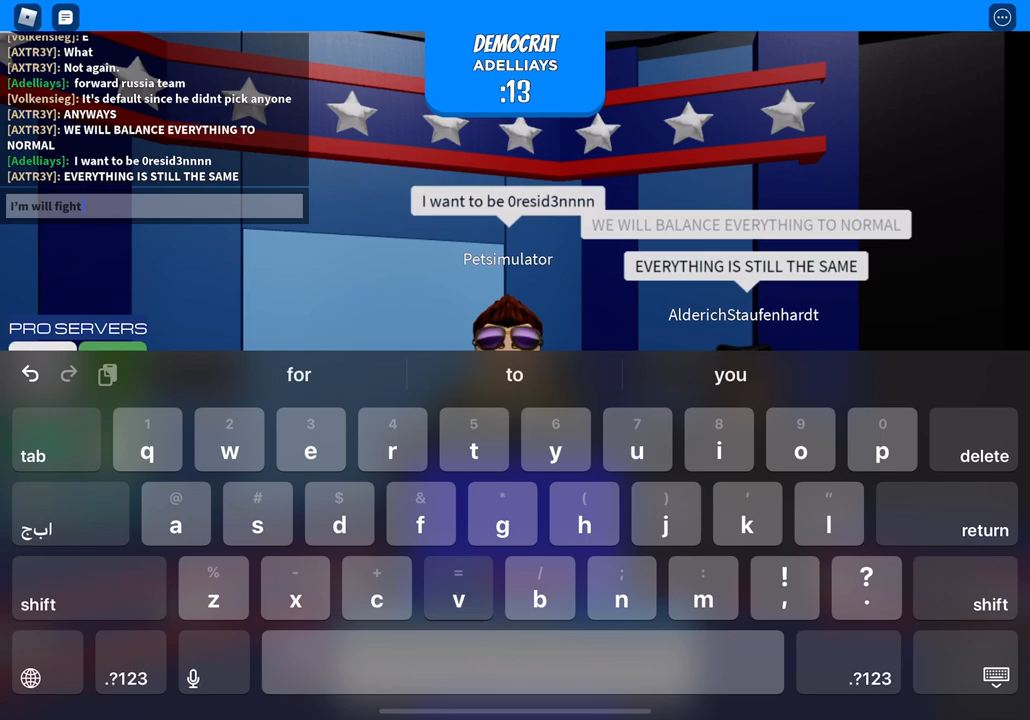 DEMOCRAT
ADELLIAYS
:13
[Volkensieg]: E
[AXTR3Y]: What
[AXTR3Y]: Not again.
[Adelliays]: forward russia team
[Volkensieg]: It's default since he didnt pick anyone
[AXTR3Y]: ANYWAYS
[AXTR3Y]: WE WILL BALANCE EVERYTHING TO
NORMAL
[Adelliays]: I want to be 0resid3nnnn
[AXTR3Y]: EVERYTHING IS STILL THE SAME
I'm will fight
I want to be 0resid3nnnn
WE WILL BALANCE EVERYTHING TO NORMAL
Petsimulator
EVERYTHING IS STILL THE SAME
AlderichStaufenhardt
PRO SERVERS
for to you
1 2 3 4 5 6 7 8 9 0
tab q w e r t y u i o p delete
@ # $ & * ( ) ' "
ابج a s d f g h j k l return
% - + = / ; : ! ?
shift z x c v b n m , . shift
.?123 .?123